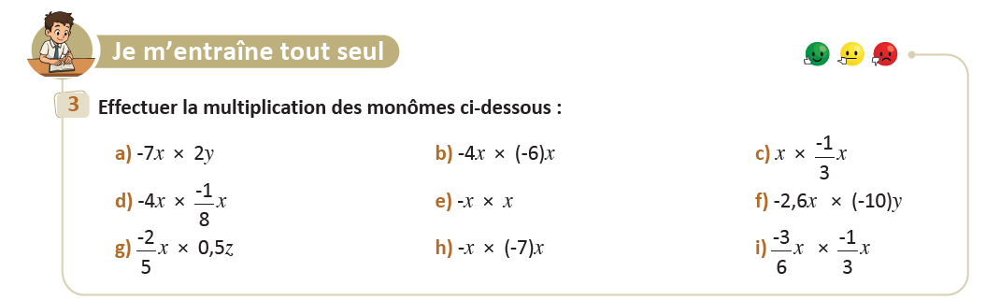 Je m'entraîne tout seul
3 Effectuer la multiplication des monômes ci-dessous :
a) -7x × 2y b) -4x × (-6)x c) x × -1/3 x
d) -4x × -1/8 x e) -x × x f) -2,6x × (-10)y
g) -2/5 x × 0,5z h) -x × (-7)x i) -3/6 x × -1/3 x